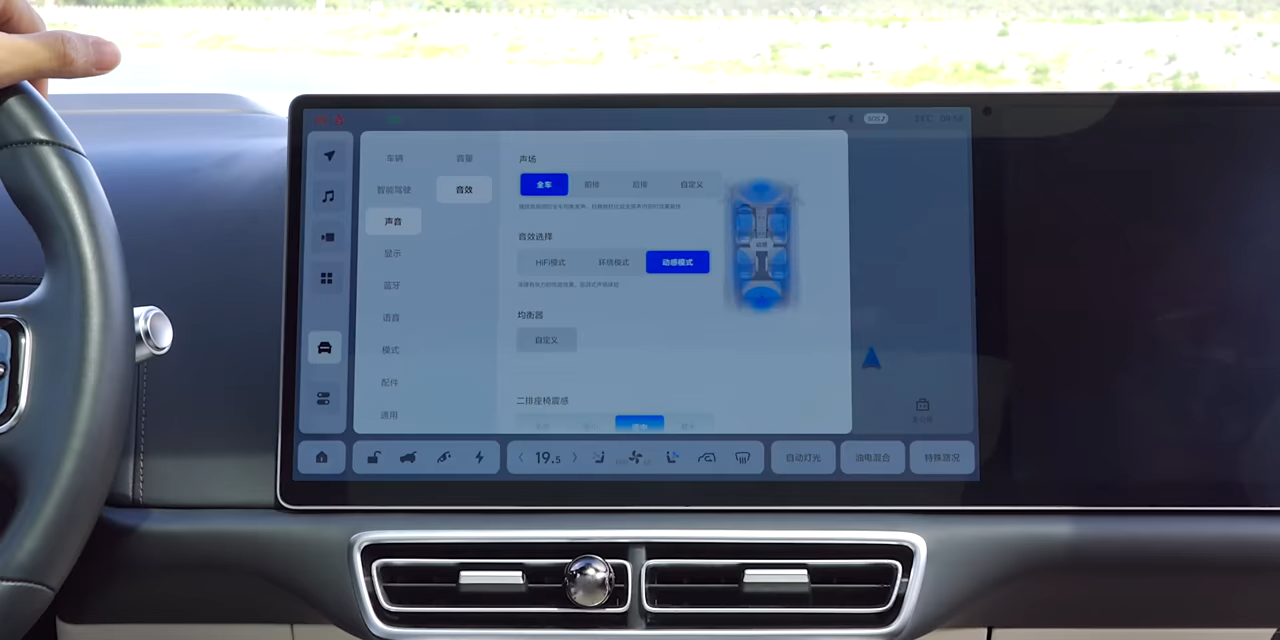 车辆
智能驾驶
声音
显示
蓝牙
语音
模式
配件
通用
音量
音效
声场
全车
前排
后排
自定义
音效选择
HiFi模式
环绕模式
动感模式
均衡器
自定义
二排座椅震感
19.5
自动灯光
油电混合
特殊路况